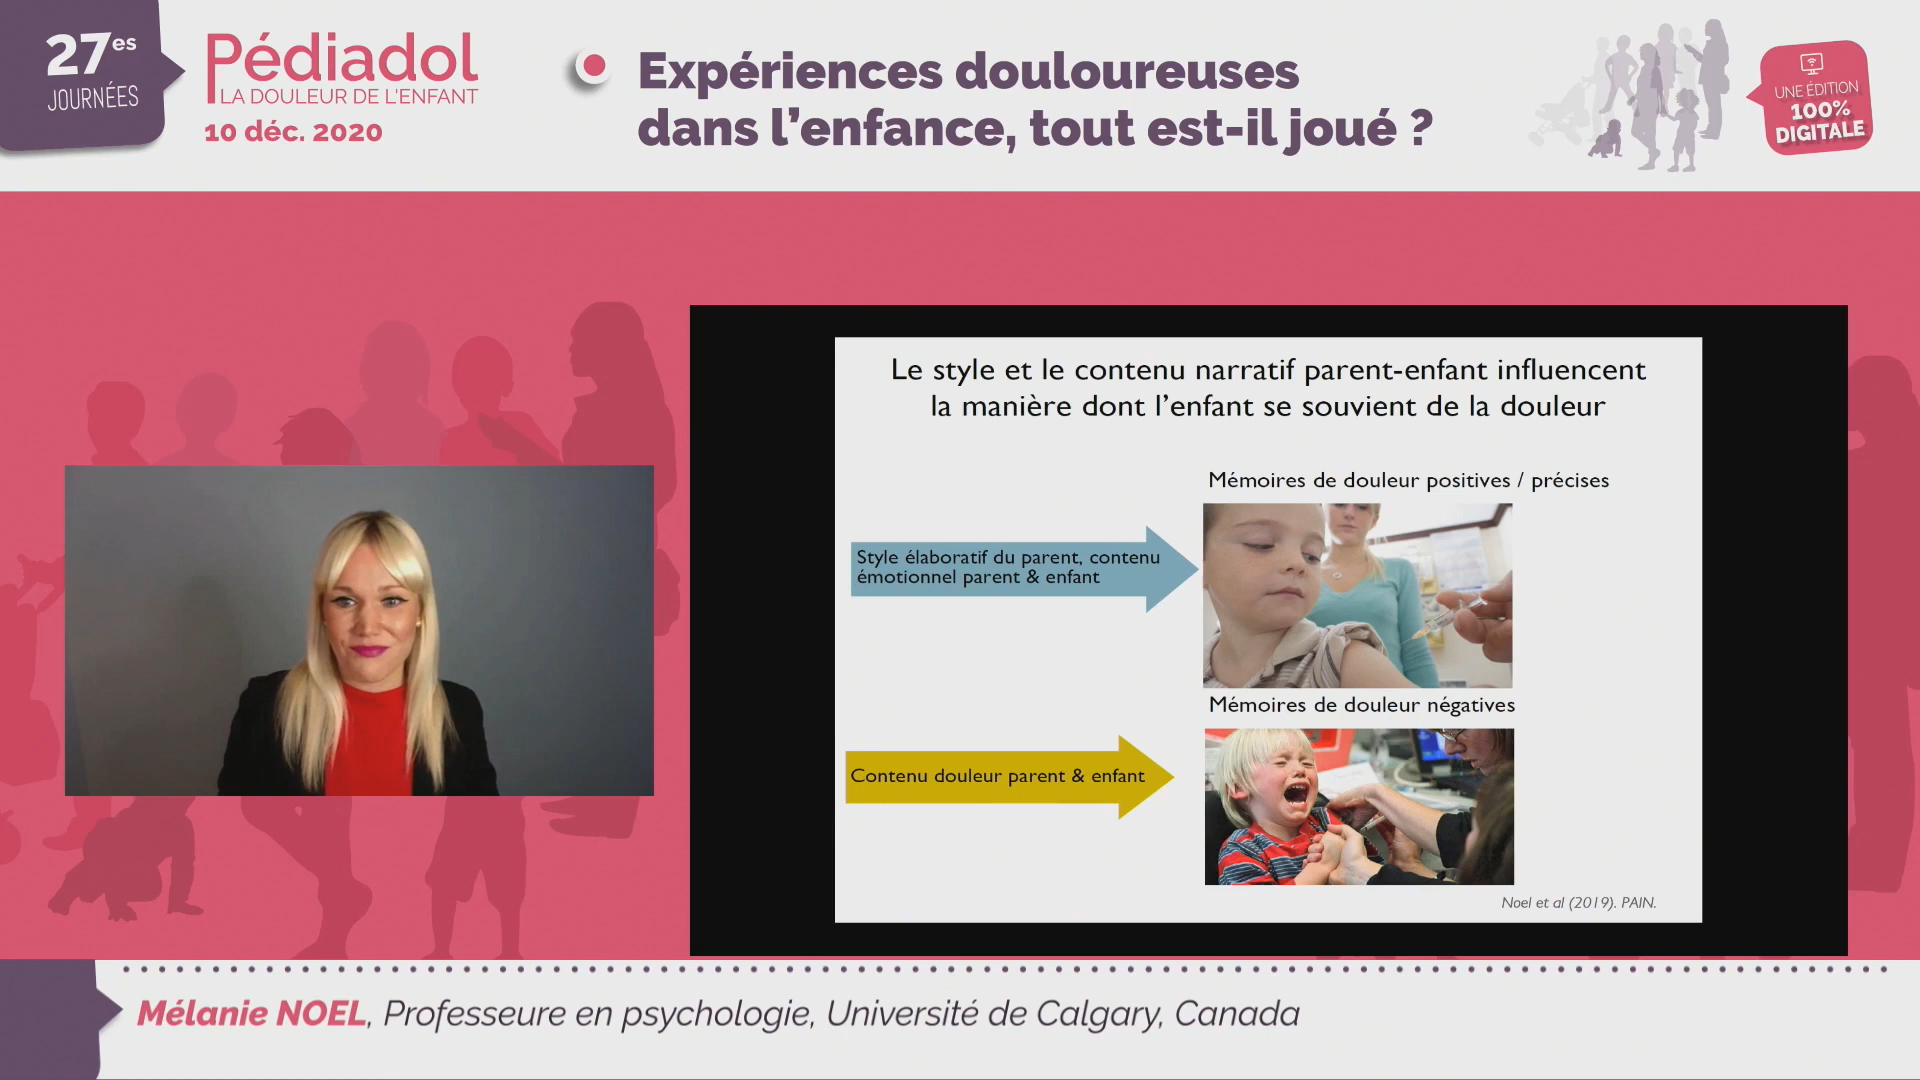 27es
JOURNÉES
Pédiadol
LA DOULEUR DE L'ENFANT
10 déc. 2020
Expériences douloureuses
dans l’enfance, tout est-il joué ?
UNE ÉDITION
100%
DIGITALE
Le style et le contenu narratif parent-enfant influencent
la manière dont l’enfant se souvient de la douleur
Mémoires de douleur positives / précises
Style élaboratif du parent, contenu
émotionnel parent & enfant
Mémoires de douleur négatives
Contenu douleur parent & enfant
Noel et al (2019). PAIN.
Mélanie NOEL, Professeure en psychologie, Université de Calgary, Canada